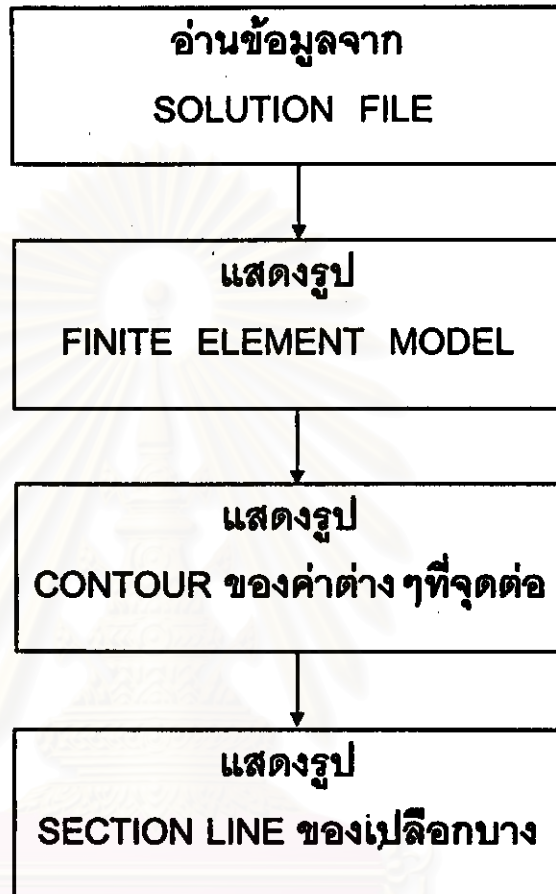 อ่านข้อมูลจาก
SOLUTION FILE
แสดงรูป
FINITE ELEMENT MODEL
แสดงรูป
CONTOUR ของค่าต่าง ๆที่จุดต่อ
แสดงรูป
SECTION LINE ของเปลือกบาง